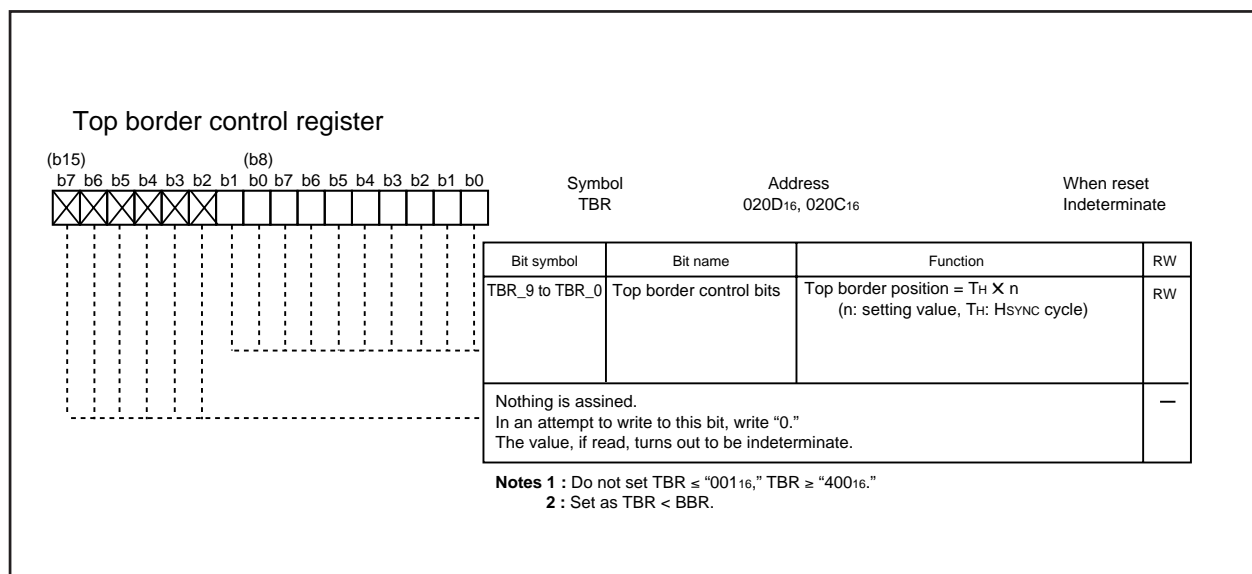 Top border control register
(b15) (b8)
b7 b6 b5 b4 b3 b2 b1 b0 b7 b6 b5 b4 b3 b2 b1 b0
Symbol Address When reset
TBR 020D16, 020C16 Indeterminate
Bit symbol Bit name Function RW
TBR_9 to TBR_0 Top border control bits Top border position = TH X n RW
(n: setting value, TH: HSYNC cycle)
Nothing is assined. —
In an attempt to write to this bit, write “0.”
The value, if read, turns out to be indeterminate.
Notes 1 : Do not set TBR ≤ “00116,” TBR ≥ “40016.”
2 : Set as TBR < BBR.